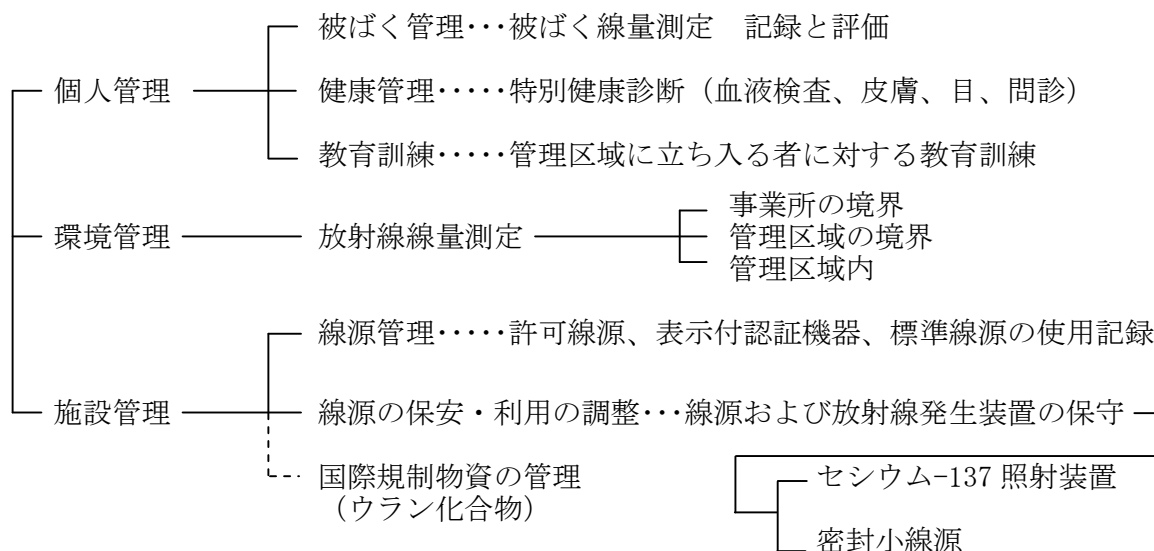 被ばく管理･･･被ばく線量測定　記録と評価
個人管理
健康管理･････特別健康診断（血液検査、皮膚、目、問診）
教育訓練･････管理区域に立ち入る者に対する教育訓練
環境管理
放射線線量測定
事業所の境界
管理区域の境界
管理区域内
線源管理･････許可線源、表示付認証機器、標準線源の使用記録
施設管理
線源の保安・利用の調整･･･線源および放射線発生装置の保守
国際規制物資の管理
（ウラン化合物）
セシウム-137 照射装置
密封小線源